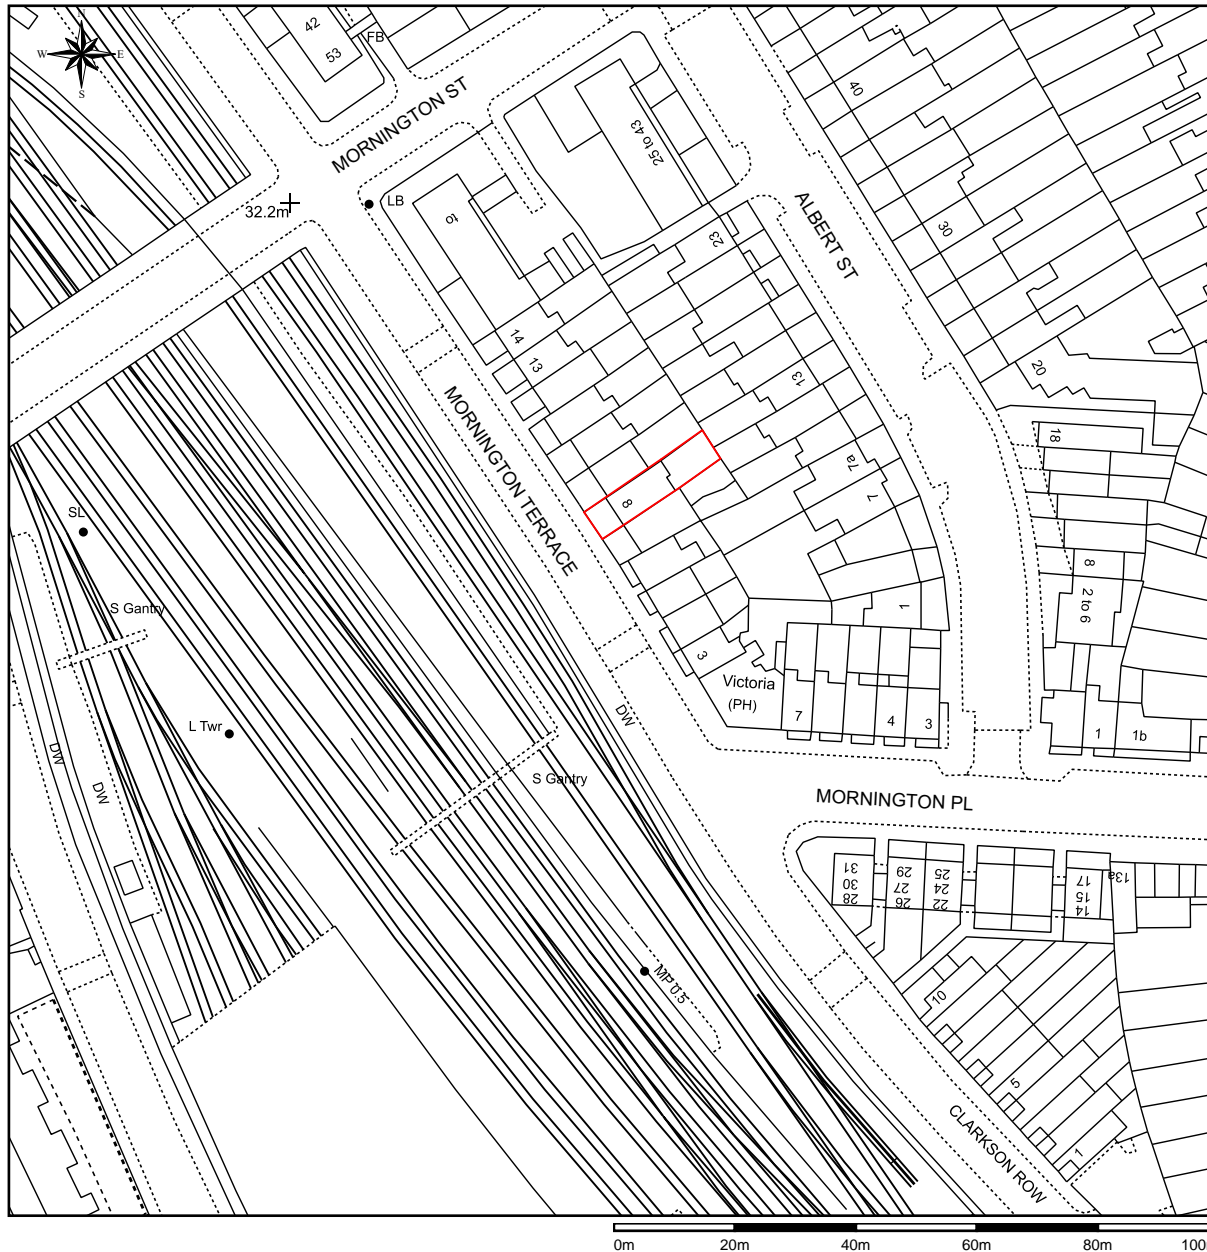 N
W
E
S
42
53
FB
MORNINGTON ST
40
25 to 43
LB
32.2m
10
ALBERT ST
30
23
14
13
13
20
MORNINGTON TERRACE
18
7a
7
8
SL
S Gantry
8
2 to 6
1
3
Victoria
(PH)
7
4
3
1
1b
L Twr
DW
DW
DW
S Gantry
MORNINGTON PL
31
30
28
29
27
26
25
24
22
17
15
14
13a
MP 0.5
10
5
1
CLARKSON ROW
0m
20m
40m
60m
80m
100